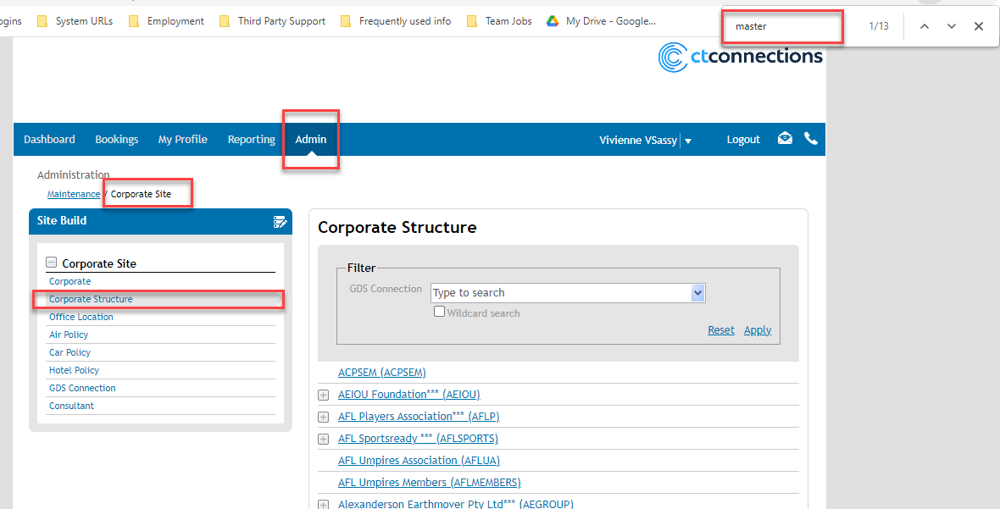 ogins System URLs Employment Third Party Support Frequently used info Team Jobs My Drive - Google...
master 1/13
ctconnections
Dashboard Bookings My Profile Reporting Admin Vivienne VSassy Logout
Administration
Maintenance / Corporate Site
Site Build
Corporate Site
Corporate
Corporate Structure
Office Location
Air Policy
Car Policy
Hotel Policy
GDS Connection
Consultant
Corporate Structure
Filter
GDS Connection Type to search
Wildcard search
Reset Apply
ACPSEM (ACPSEM)
AEIOU Foundation*** (AEIOU)
AFL Players Association*** (AFLP)
AFL Sportsready *** (AFLSPORTS)
AFL Umpires Association (AFLUA)
AFL Umpires Members (AFLMEMBERS)
Alexanderson Earthmover Pty Ltd*** (AEGROUP)